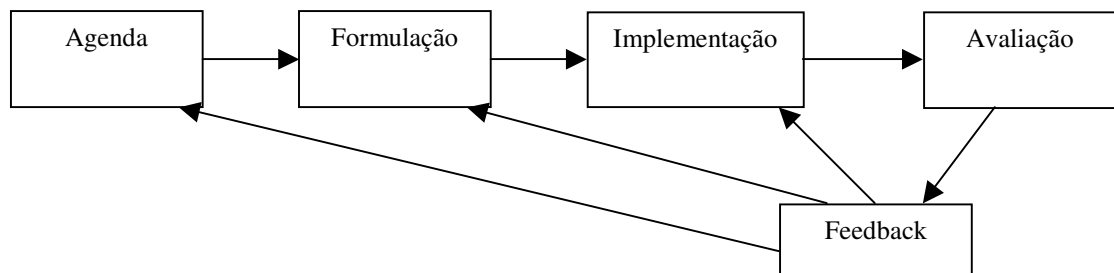 Agenda
Formulação
Implementação
Avaliação
Feedback